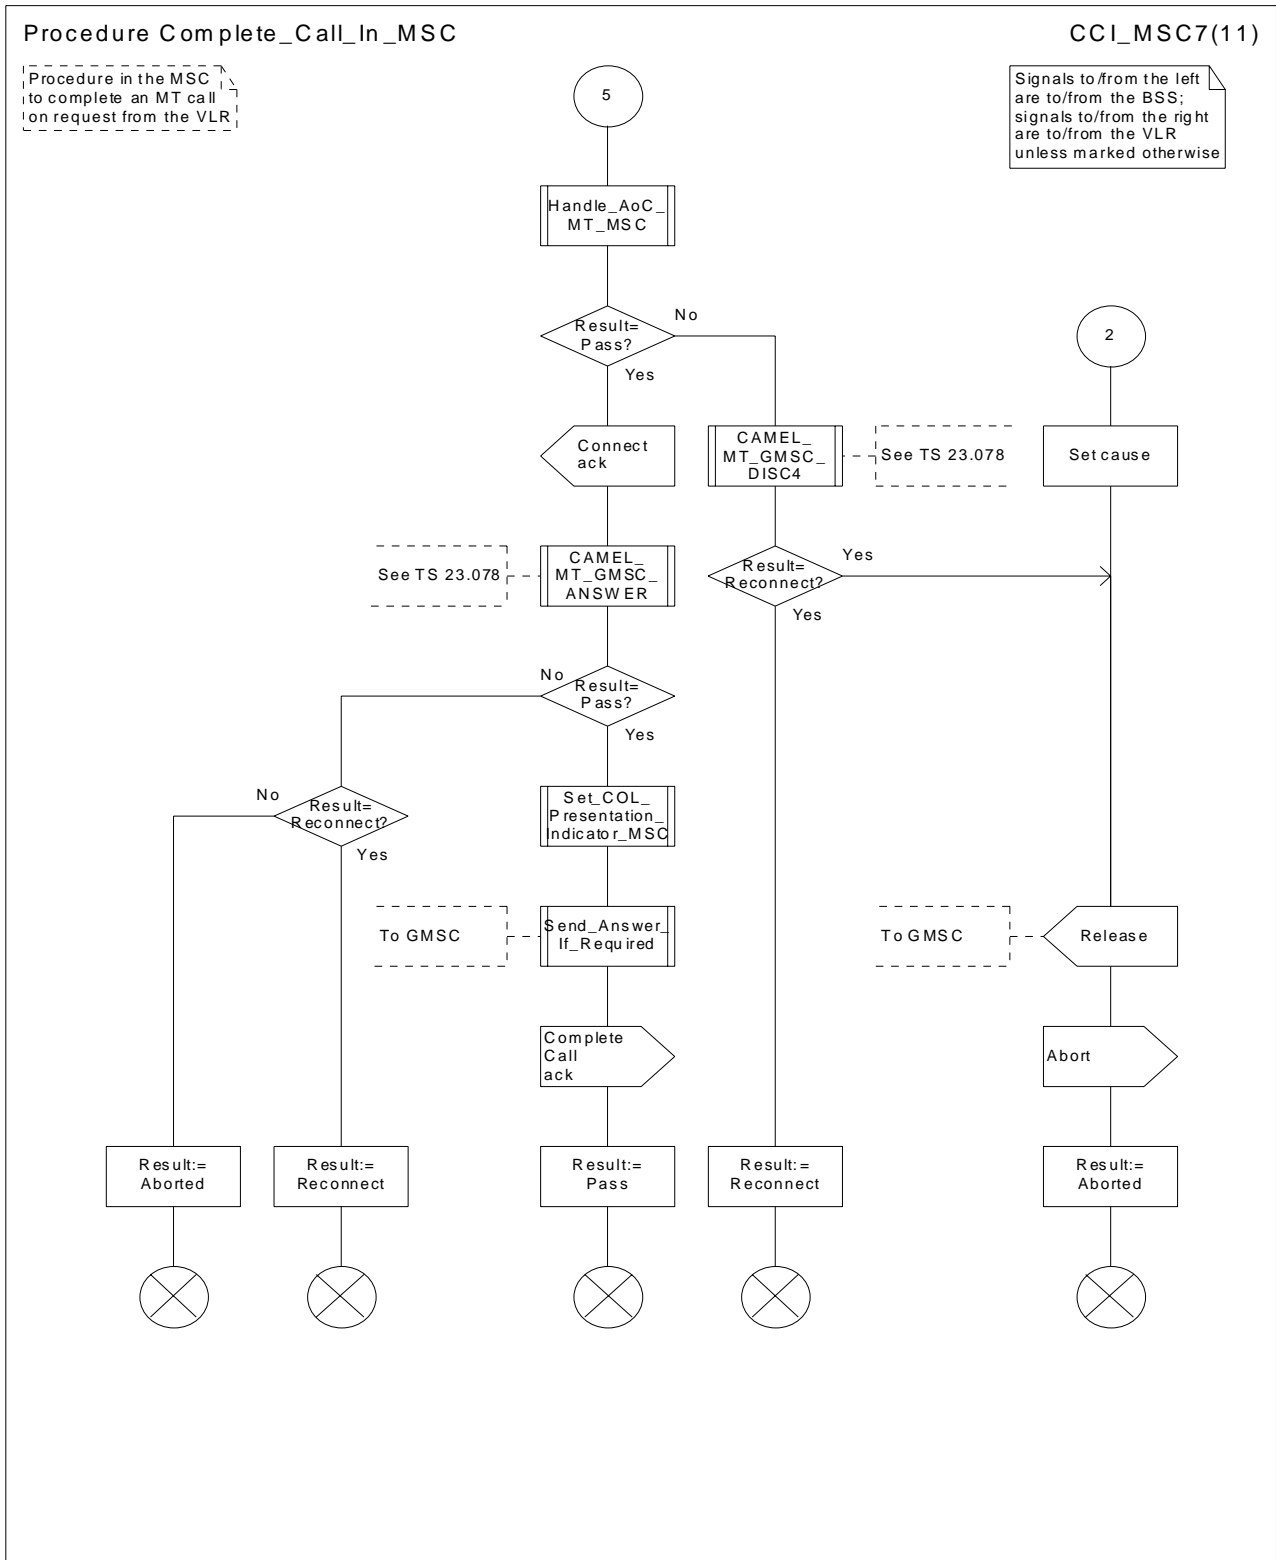 Procedure Complete_Call_In_MSC
CCI_MSC7(11)
Procedure in the MSC
to complete an MT call
on request from the VLR
5
Signals to/from the left
are to/from the BSS;
signals to/from the right
are to/from the VLR
unless marked otherwise
Handle_AoC_
MT_MSC
Result=
Pass?
No
Yes
2
Connect
ack
CAMEL_
MT_GMSC_
DISC4
See TS 23.078
Set cause
See TS 23.078
CAMEL_
MT_GMSC_
ANSWER
Result=
Reconnect?
Yes
Yes
No
Result=
Pass?
Yes
No
Result=
Reconnect?
Yes
Set_COL_
Presentation_
Indicator_MSC
To GMSC
Send_Answer_
If_Required
To GMSC
Release
Complete
Call
ack
Abort
Result:=
Aborted
Result:=
Reconnect
Result:=
Pass
Result:=
Reconnect
Result:=
Aborted